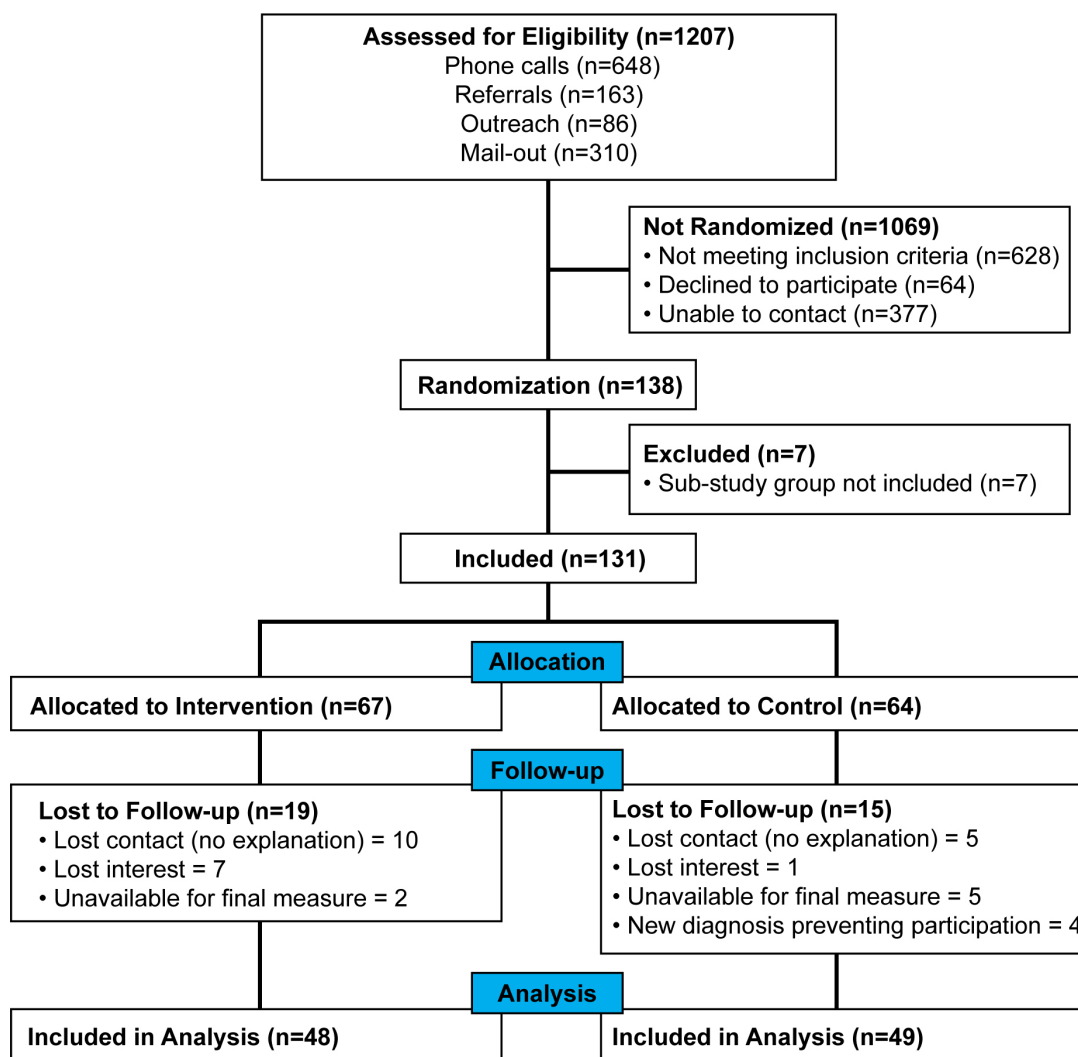 Assessed for Eligibility (n=1207)
Phone calls (n=648)
Referrals (n=163)
Outreach (n=86)
Mail-out (n=310)
Not Randomized (n=1069)
• Not meeting inclusion criteria (n=628)
• Declined to participate (n=64)
• Unable to contact (n=377)
Randomization (n=138)
Excluded (n=7)
• Sub-study group not included (n=7)
Included (n=131)
Allocation
Allocated to Intervention (n=67)
Allocated to Control (n=64)
Follow-up
Lost to Follow-up (n=19)
• Lost contact (no explanation) = 10
• Lost interest = 7
• Unavailable for final measure = 2
Lost to Follow-up (n=15)
• Lost contact (no explanation) = 5
• Lost interest = 1
• Unavailable for final measure = 5
• New diagnosis preventing participation = 4
Analysis
Included in Analysis (n=48)
Included in Analysis (n=49)